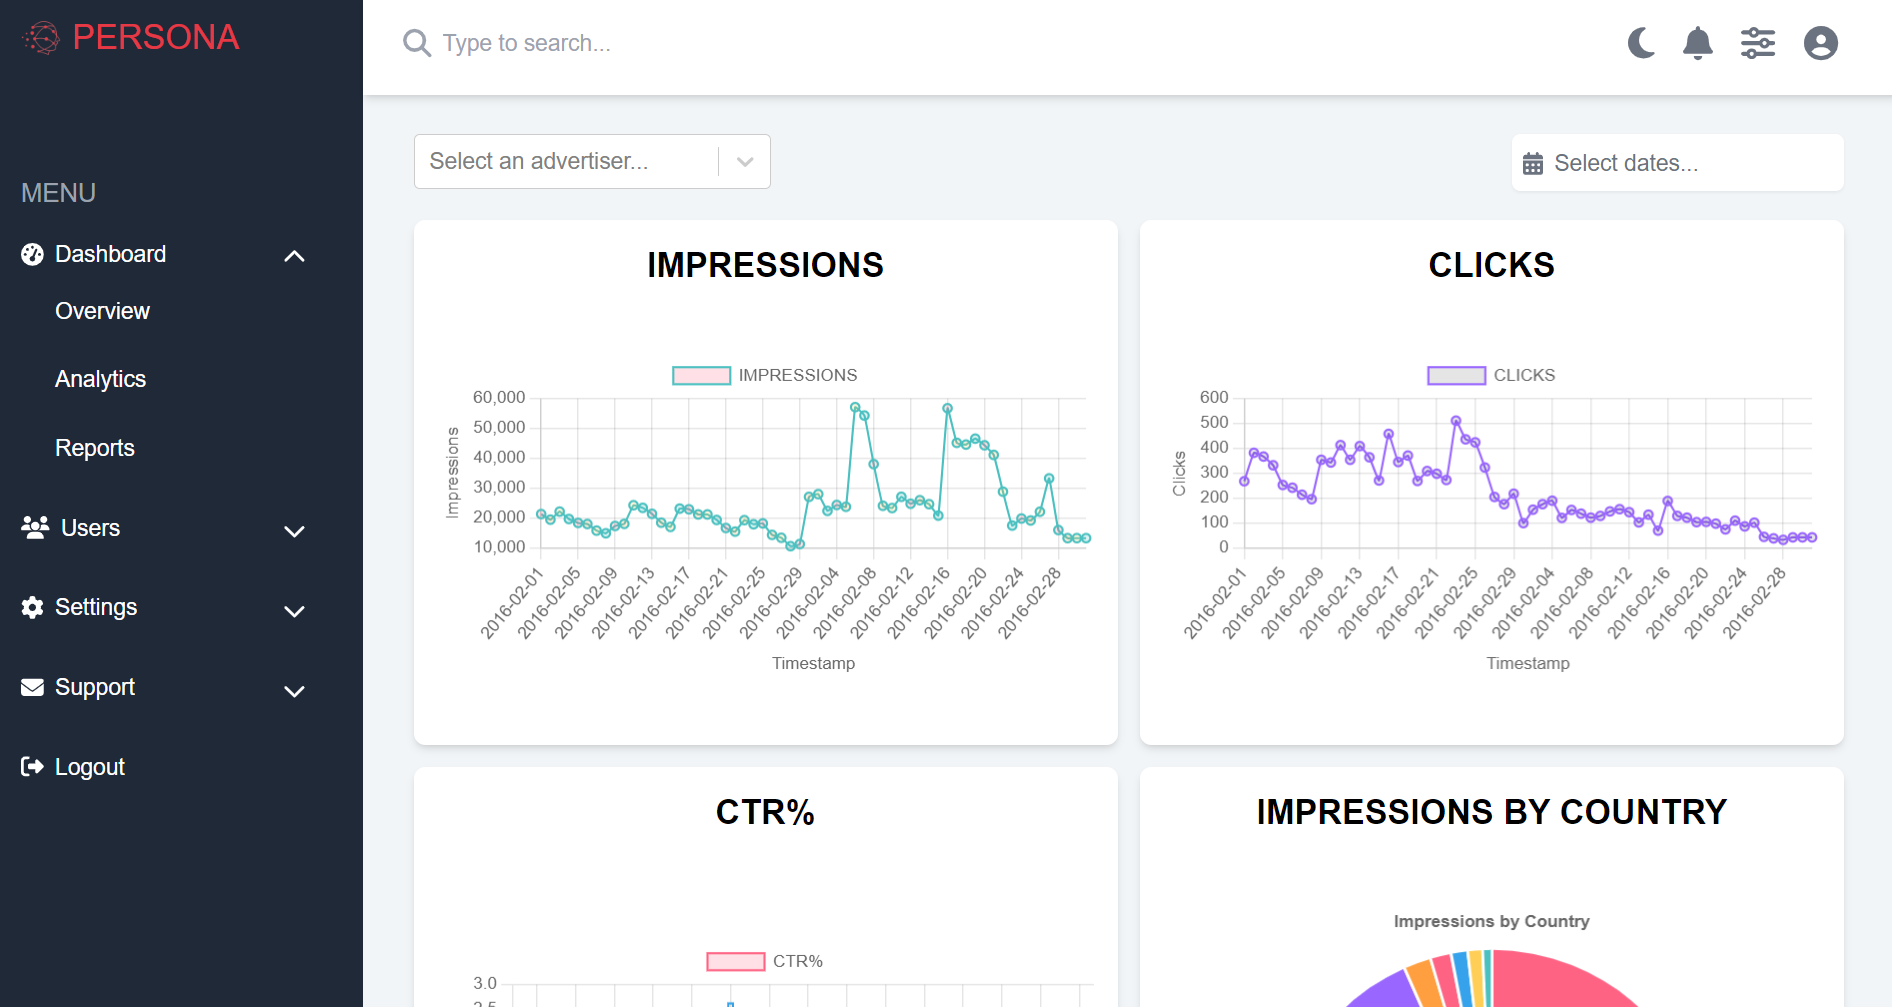 PERSONA
Type to search...
MENU
Dashboard
Overview
Analytics
Reports
Users
Settings
Support
Logout
Select an advertiser...
Select dates...
IMPRESSIONS
IMPRESSIONS
Impressions
60,000
50,000
40,000
30,000
20,000
10,000
2016-02-01
2016-02-05
2016-02-09
2016-02-13
2016-02-17
2016-02-21
2016-02-25
2016-02-29
2016-02-04
2016-02-08
2016-02-12
2016-02-16
2016-02-20
2016-02-24
2016-02-28
Timestamp
CLICKS
CLICKS
Clicks
600
500
400
300
200
100
0
2016-02-01
2016-02-05
2016-02-09
2016-02-13
2016-02-17
2016-02-21
2016-02-25
2016-02-29
2016-02-04
2016-02-08
2016-02-12
2016-02-16
2016-02-20
2016-02-24
2016-02-28
Timestamp
CTR%
CTR%
3.0
2.5
IMPRESSIONS BY COUNTRY
Impressions by Country